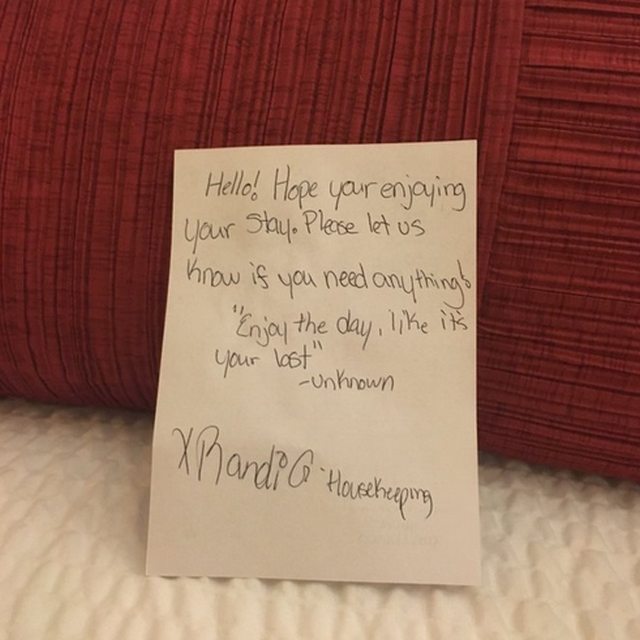 Hello! Hope your enjoying
your stay. Please let us
know if you need anything!
"Enjoy the day, like it's
your last"
-unknown
X Randi G - Housekeeping